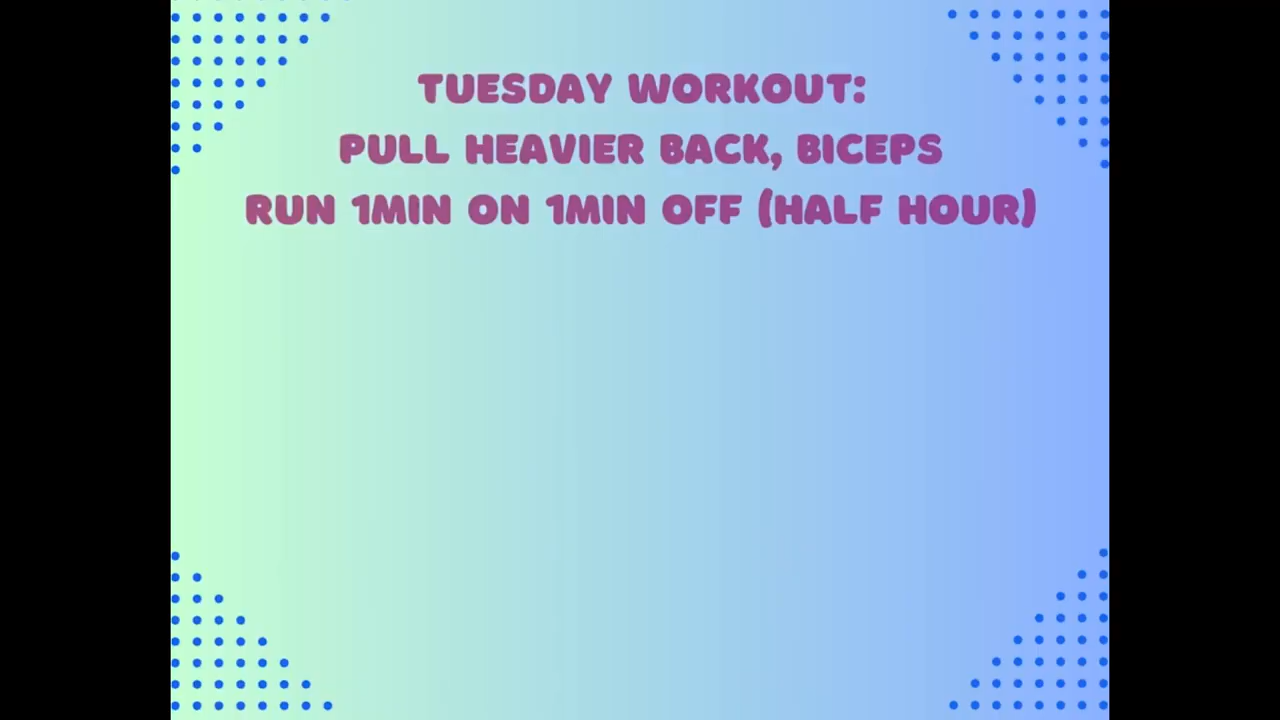 TUESDAY WORKOUT:
PULL HEAVIER BACK, BICEPS
RUN 1MIN ON 1MIN OFF (HALF HOUR)